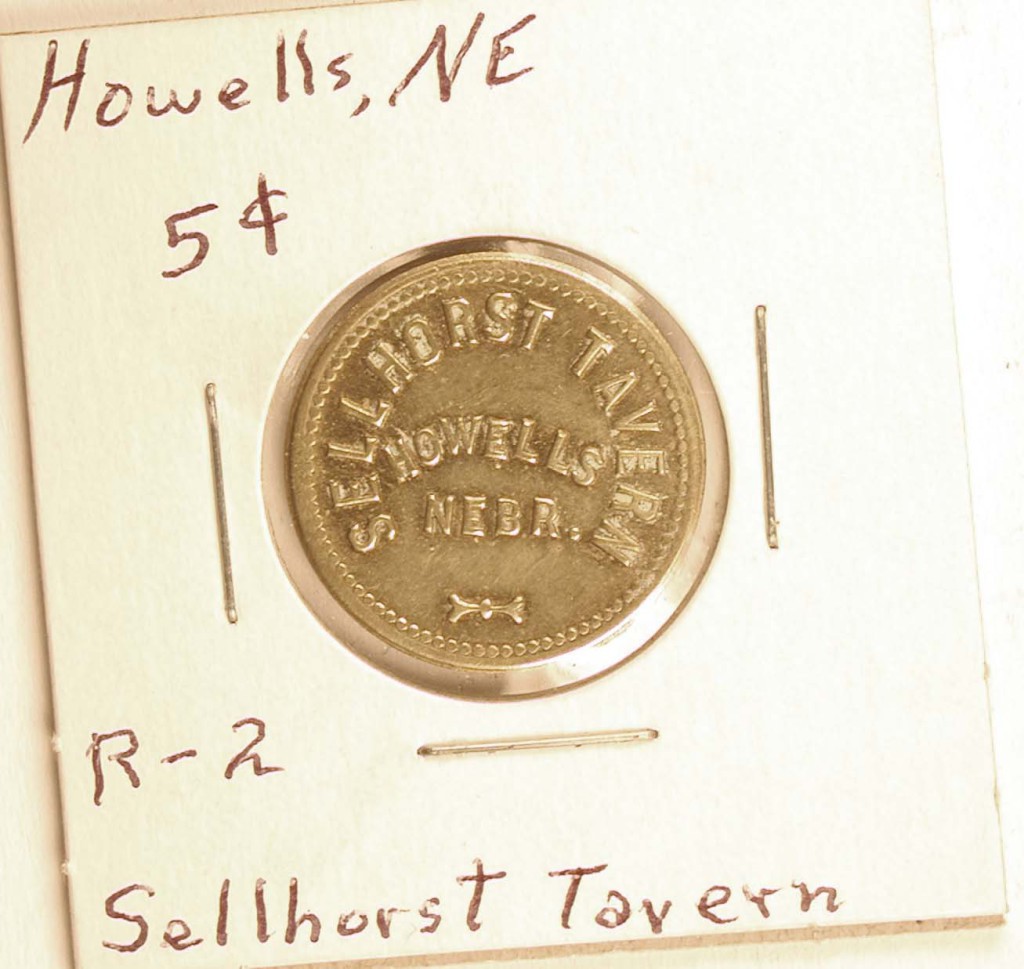 Howells, NE
5¢
SELLHORST TAVERN
HOWELLS
NEBR.
R-2
Sellhorst Tavern